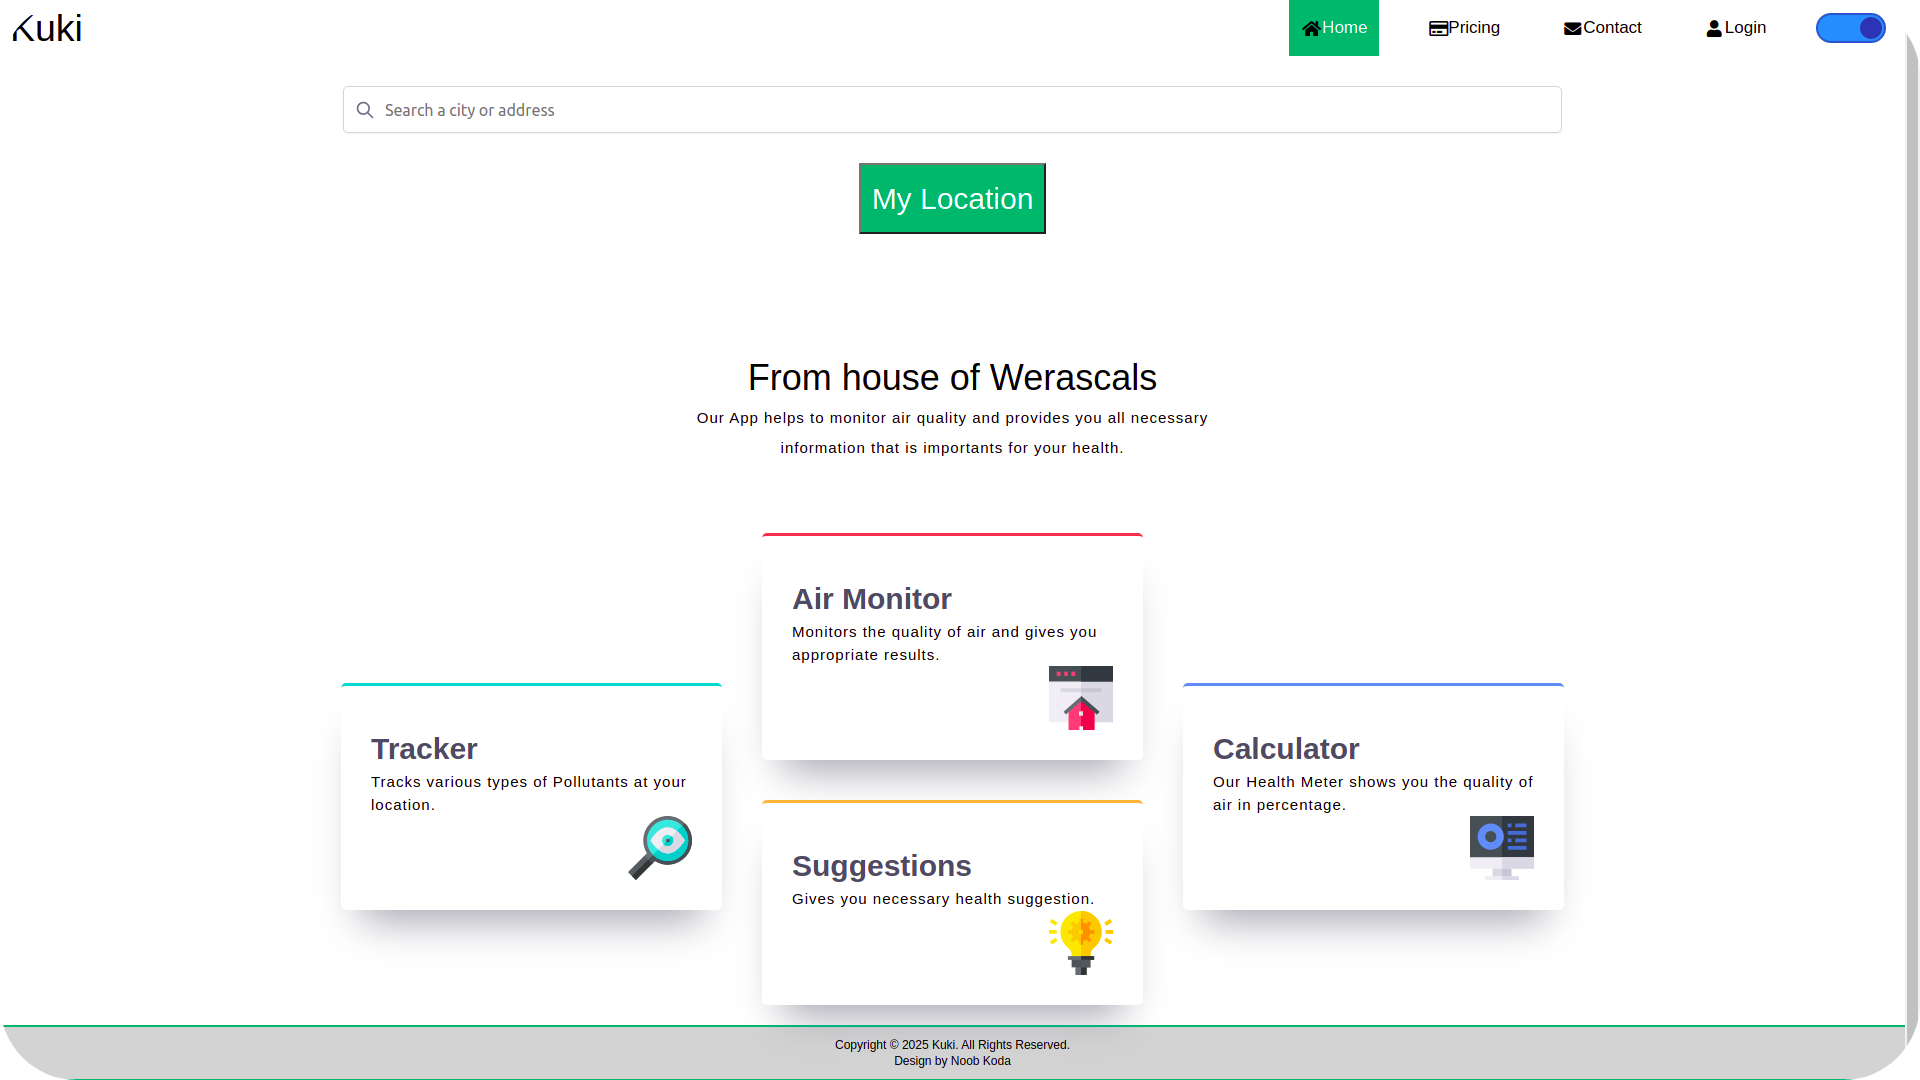 Kuki
Home
Pricing
Contact
Login
Search a city or address
My Location
From house of Werascals
Our App helps to monitor air quality and provides you all necessary
information that is importants for your health.
Air Monitor
Monitors the quality of air and gives you
appropriate results.
Tracker
Tracks various types of Pollutants at your
location.
Calculator
Our Health Meter shows you the quality of
air in percentage.
Suggestions
Gives you necessary health suggestion.
Copyright © 2025 Kuki. All Rights Reserved.
Design by Noob Koda